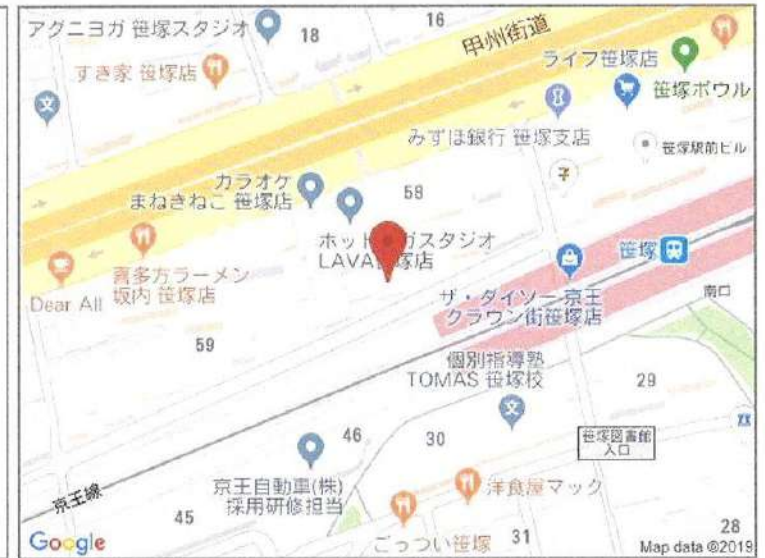 アグニヨガ 笹塚スタジオ
18
16
甲州街道
すき家 笹塚店
ライフ笹塚店
笹塚ボウル
みずほ銀行 笹塚支店
笹塚駅前ビル
カラオケ
まねきねこ 笹塚店
59
ホット
ガスタジオ
LAVA
塚店
笹塚
喜多方ラーメン
坂内 笹塚店
Dear All
ザ・ダイソー 京王
クラウン街笹塚店
南口
59
個別指導塾
TOMAS 笹塚校
29
46
30
笹塚図書館
入口
京王自動車(株)
採用研修担当
洋食屋マック
京王線
45
ごっつい笹塚
31
28
Google
Map data ©2019